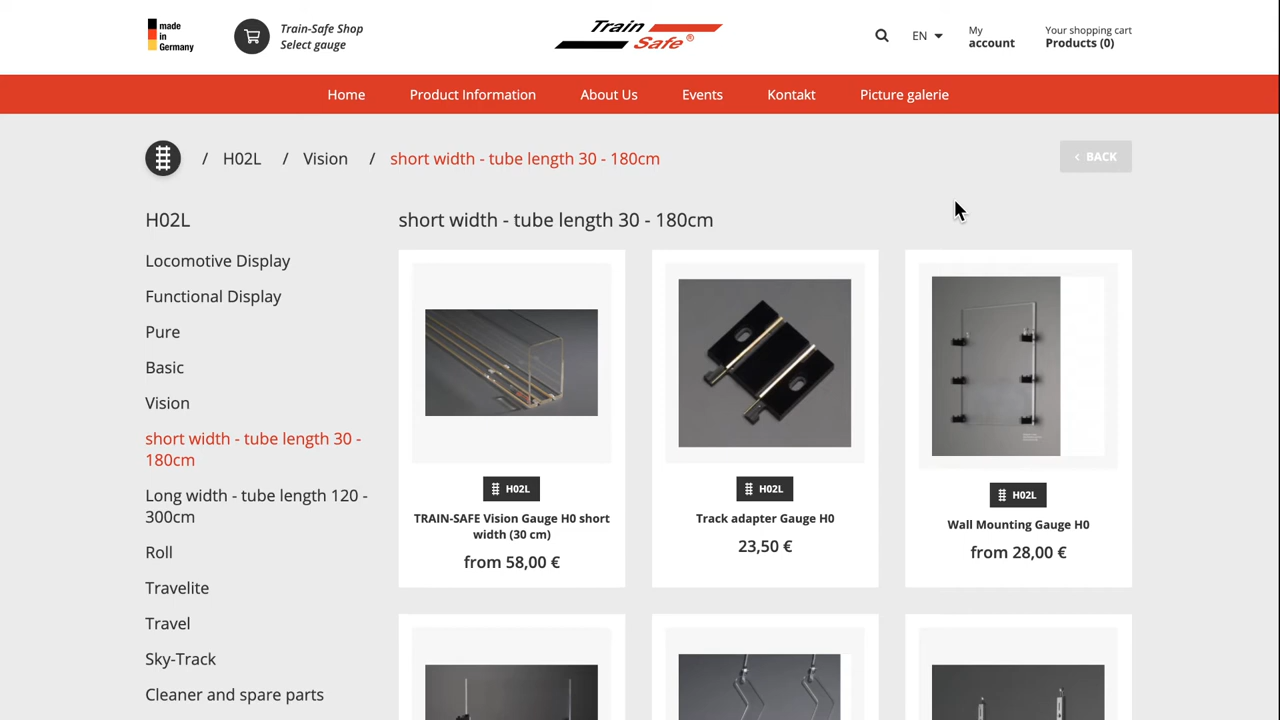 made
in
Germany
Train-Safe Shop
Select gauge
Train
Safe®
EN
My
account
Your shopping cart
Products (0)
Home
Product Information
About Us
Events
Kontakt
Picture galerie
/ H02L / Vision / short width - tube length 30 - 180cm
‹ BACK
H02L
Locomotive Display
Functional Display
Pure
Basic
Vision
short width - tube length 30 -
180cm
Long width - tube length 120 -
300cm
Roll
Travelite
Travel
Sky-Track
Cleaner and spare parts
short width - tube length 30 - 180cm
H02L
TRAIN-SAFE Vision Gauge H0 short
width (30 cm)
from 58,00 €
H02L
Track adapter Gauge H0
23,50 €
H02L
Wall Mounting Gauge H0
from 28,00 €